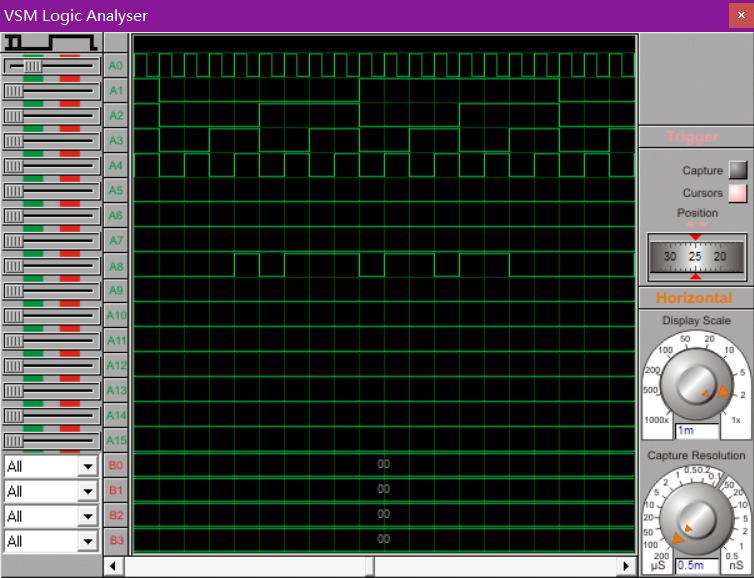 VSM Logic Analyser
A0
A1
A2
A3
A4
A5
A6
A7
A8
A9
A10
A11
A12
A13
A14
A15
All B0 00
All B1 00
All B2 00
All B3 00
Trigger
Capture
Cursors
Position
30 25 20
Horizontal
Display Scale
50 20
100 10
200 5
500 2
1000x 1x
1m
Capture Resolution
0.5 0.2
1 0.1
2 50
5 20
10 10
20 5
50 2
100 1
200 0.5
µS nS
0.5m